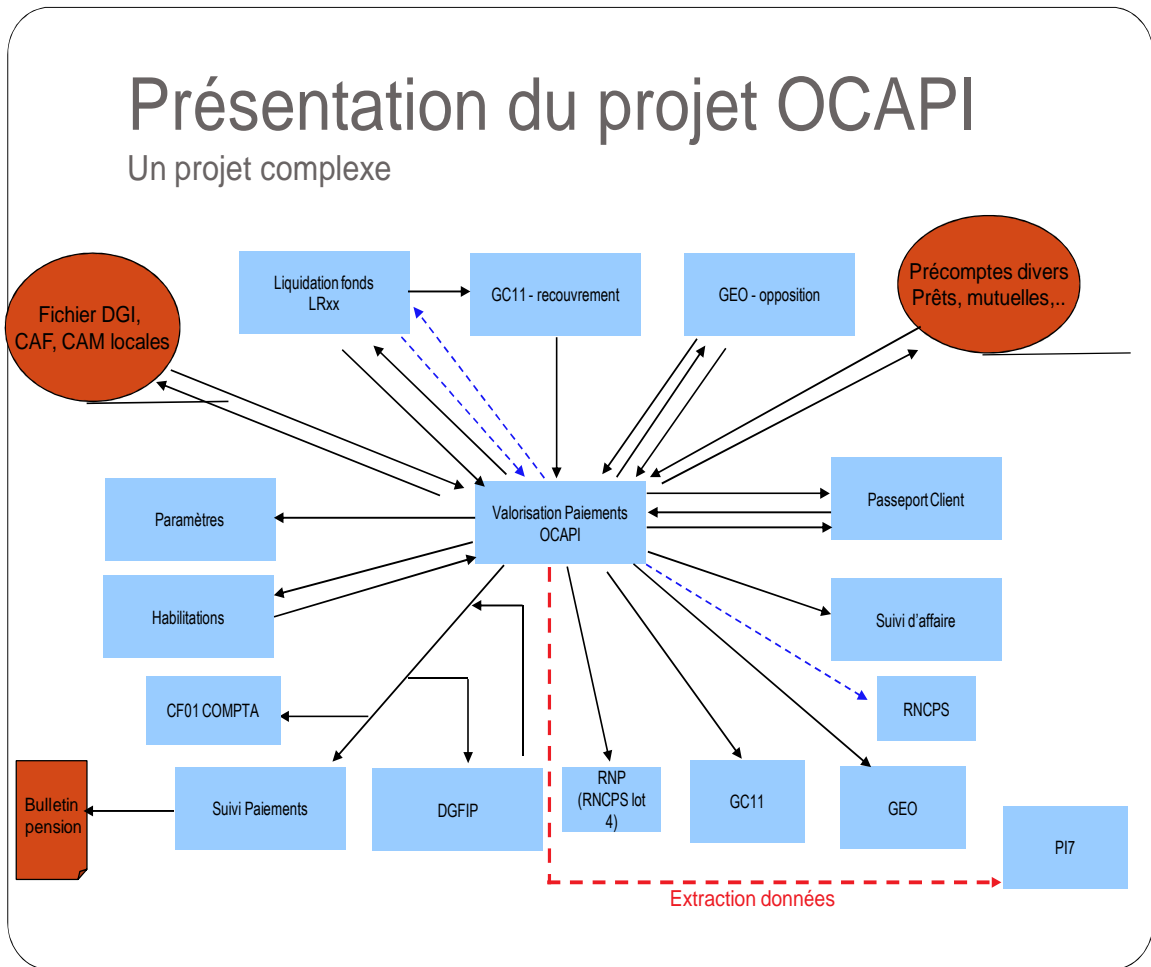 Présentation du projet OCAPI
Un projet complexe
Fichier DGI,
CAF, CAM locales
Liquidation fonds
LRxx
GC11 - recouvrement
GEO - opposition
Précomptes divers
Prêts, mutuelles,..
Paramètres
Valorisation Paiements
OCAPI
Passeport Client
Habilitations
Suivi d'affaire
CF01 COMPTA
RNCPS
Bulletin
pension
Suivi Paiements
DGFIP
RNP
(RNCPS lot
4)
GC11
GEO
PI7
Extraction données